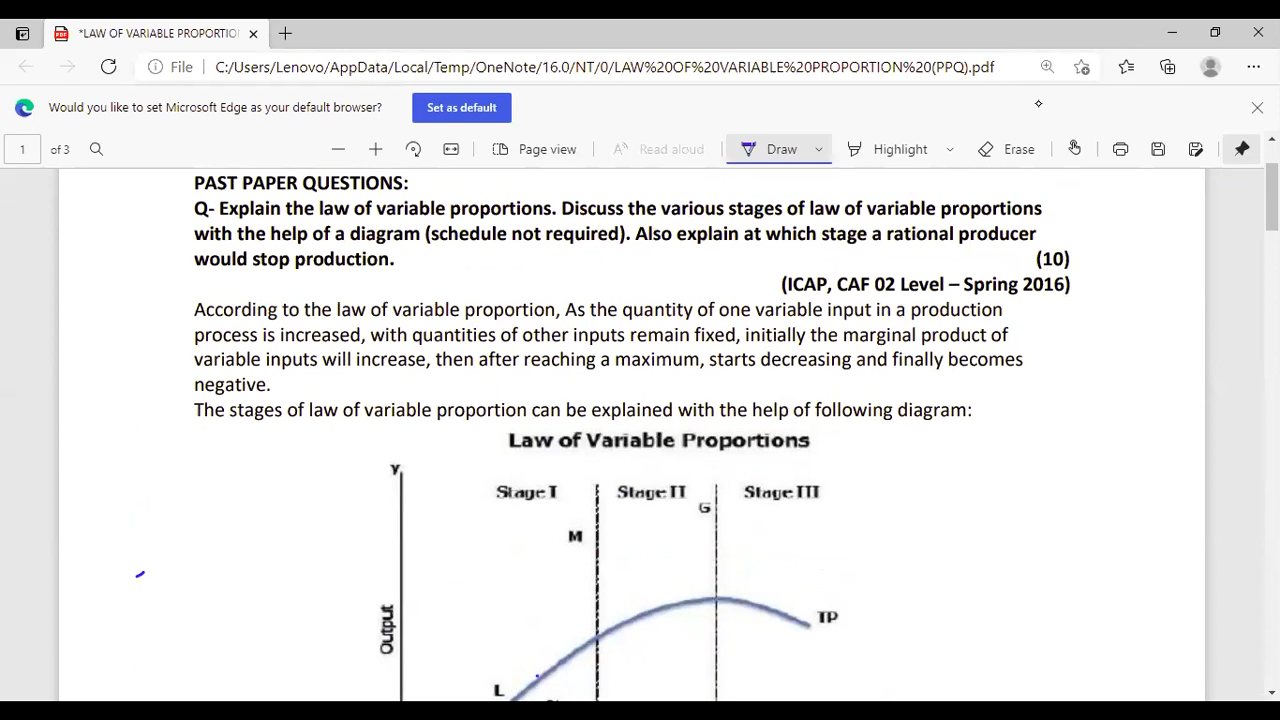 *LAW OF VARIABLE PROPORTIO
File C:/Users/Lenovo/AppData/Local/Temp/OneNote/16.0/NT/0/LAW%20OF%20VARIABLE%20PROPORTION%20(PPQ).pdf
Would you like to set Microsoft Edge as your default browser? Set as default
1 of 3 Page view Read aloud Draw Highlight Erase
PAST PAPER QUESTIONS:
Q- Explain the law of variable proportions. Discuss the various stages of law of variable proportions
with the help of a diagram (schedule not required). Also explain at which stage a rational producer
would stop production. (10)
(ICAP, CAF 02 Level – Spring 2016)
According to the law of variable proportion, As the quantity of one variable input in a production
process is increased, with quantities of other inputs remain fixed, initially the marginal product of
variable inputs will increase, then after reaching a maximum, starts decreasing and finally becomes
negative.
The stages of law of variable proportion can be explained with the help of following diagram:
Law of Variable Proportions
Y
Stage I Stage II Stage III
G
M
TP
Output
L